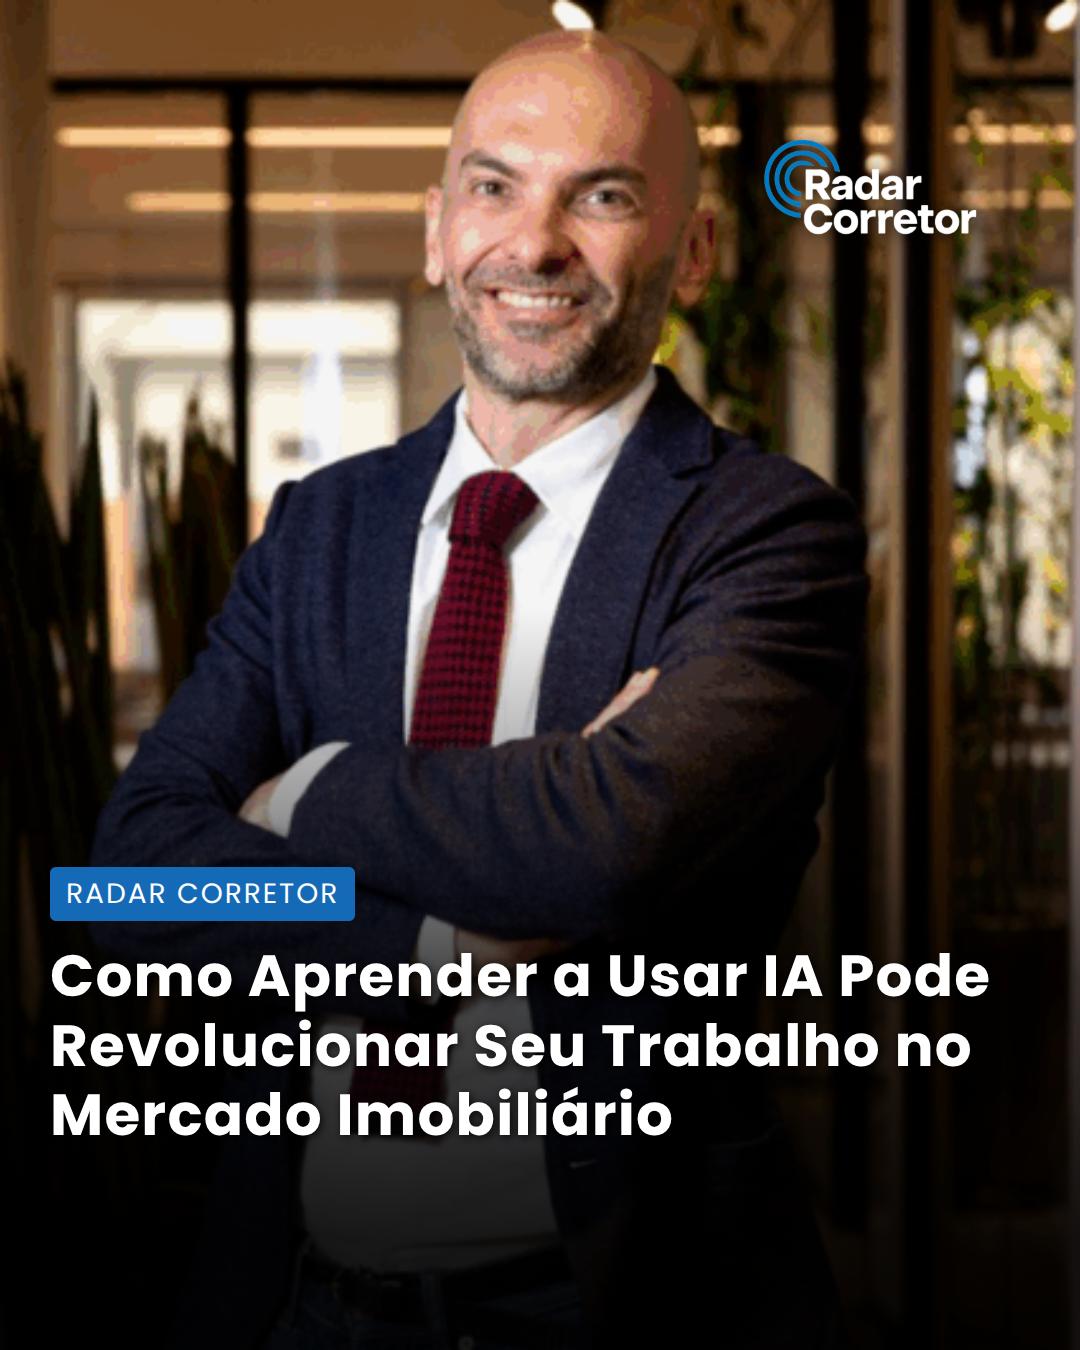 Radar
Corretor
RADAR CORRETOR
Como Aprender a Usar IA Pode
Revolucionar Seu Trabalho no
Mercado Imobiliário